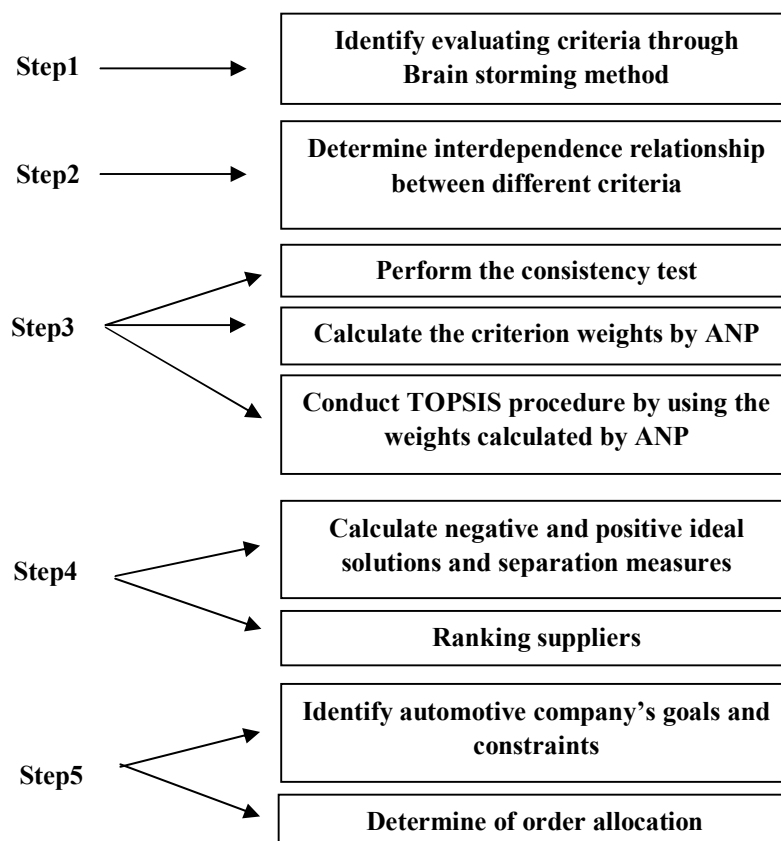 Step1
Identify evaluating criteria through
Brain storming method
Step2
Determine interdependence relationship
between different criteria
Step3
Perform the consistency test
Calculate the criterion weights by ANP
Conduct TOPSIS procedure by using the
weights calculated by ANP
Step4
Calculate negative and positive ideal
solutions and separation measures
Ranking suppliers
Step5
Identify automotive company’s goals and
constraints
Determine of order allocation